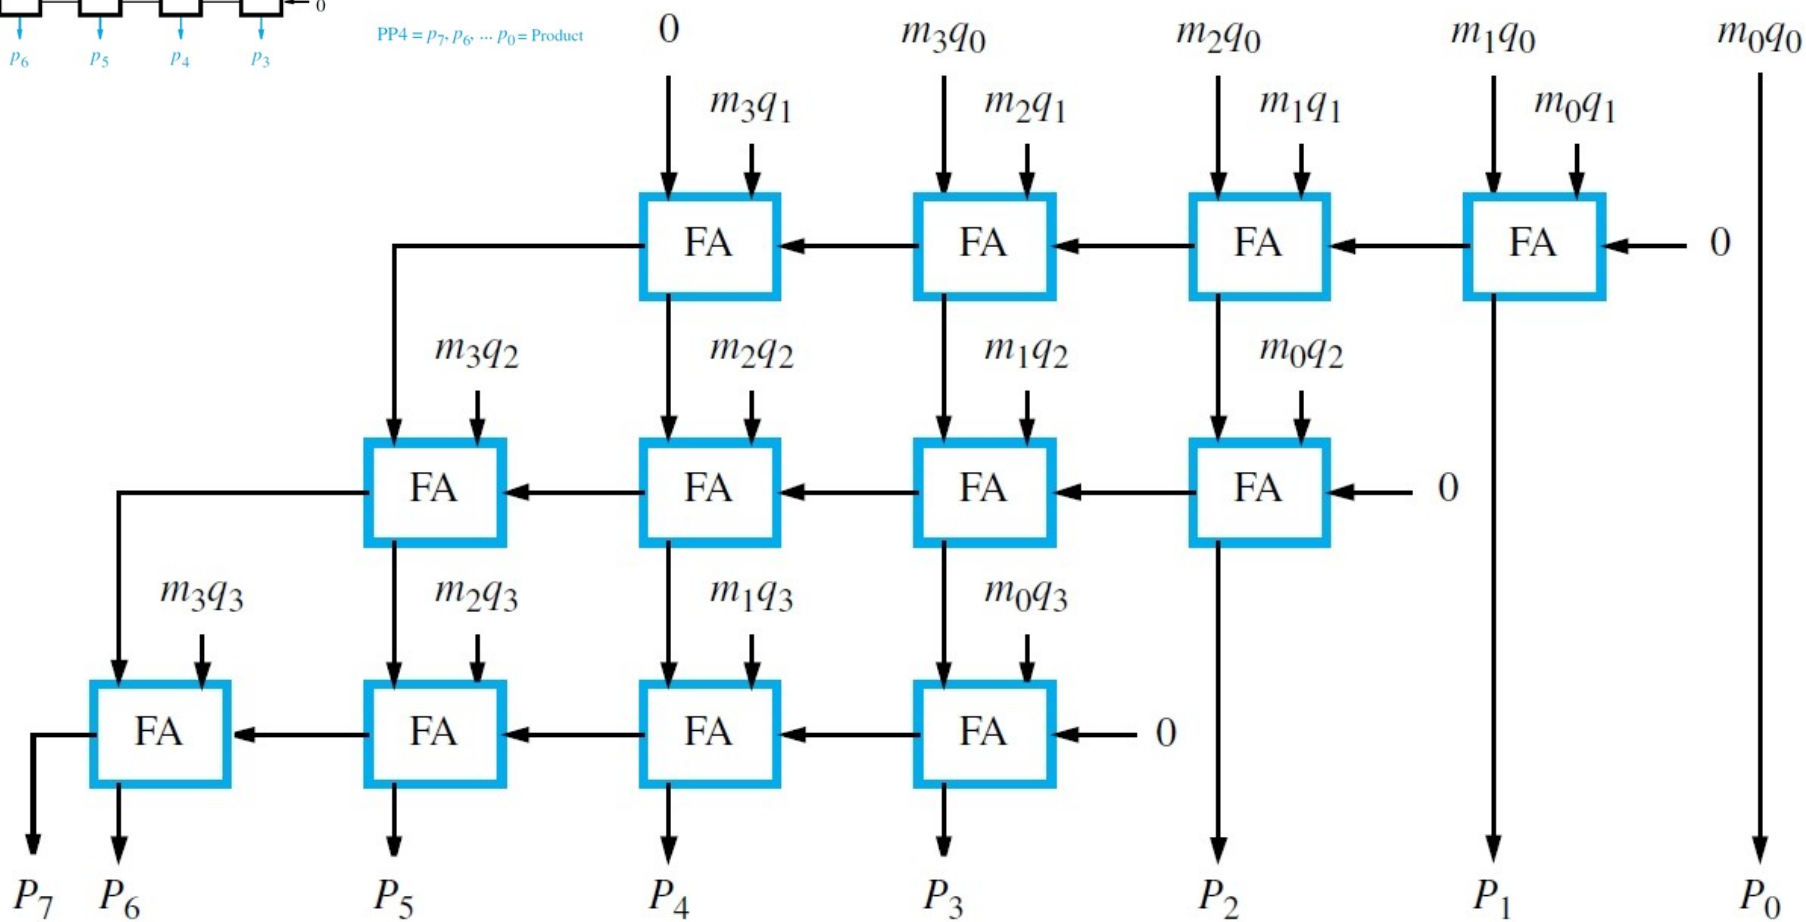 0
p₆ p₅ p₄ p₃
PP4 = p₇, p₆, ... p₀ = Product
0 m₃q₀ m₂q₀ m₁q₀ m₀q₀
m₃q₁ m₂q₁ m₁q₁ m₀q₁
FA FA FA FA 0
m₃q₂ m₂q₂ m₁q₂ m₀q₂
FA FA FA FA 0
m₃q₃ m₂q₃ m₁q₃ m₀q₃
FA FA FA FA 0
P₇ P₆ P₅ P₄ P₃ P₂ P₁ P₀